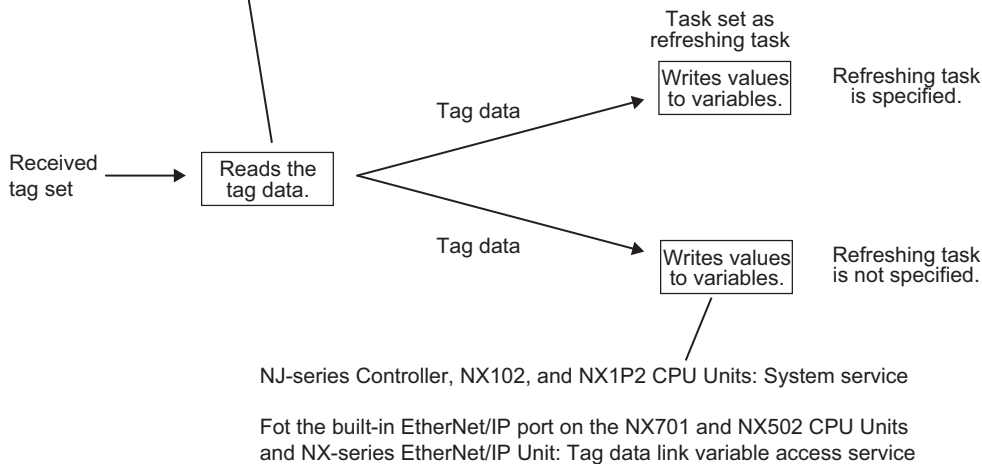 Task set as
refreshing task
Writes values
to variables.
Refreshing task
is specified.
Tag data
Received
tag set
Reads the
tag data.
Tag data
Writes values
to variables.
Refreshing task
is not specified.
NJ-series Controller, NX102, and NX1P2 CPU Units: System service
Fot the built-in EtherNet/IP port on the NX701 and NX502 CPU Units
and NX-series EtherNet/IP Unit: Tag data link variable access service